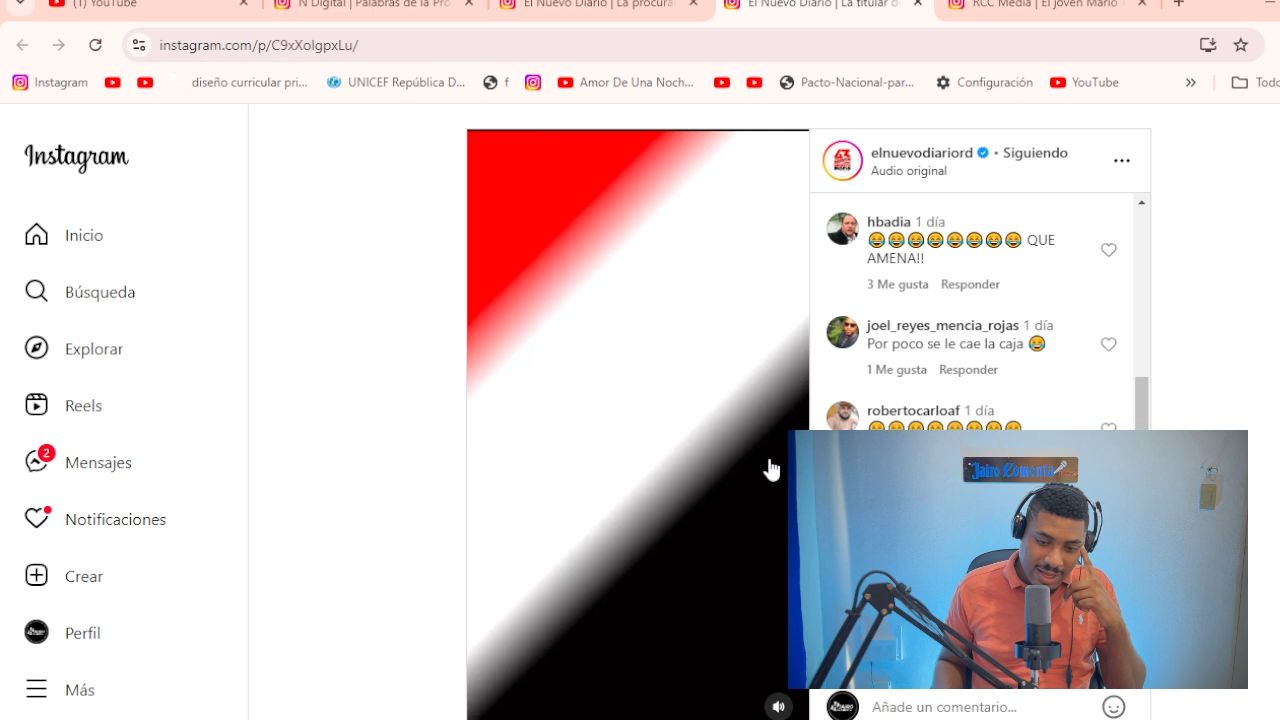 (1) YouTube
N Digital | Palabras de la Pro
El Nuevo Diario | La procura
El Nuevo Diario | La titular d
RCC Media | El joven Mario
instagram.com/p/C9xXoIgpxLu/
Instagram
diseño curricular pri...
UNICEF República D...
f
Amor De Una Noch...
Pacto-Nacional-par...
Configuración
YouTube
»
Todo
Instagram
Inicio
Búsqueda
Explorar
Reels
2
Mensajes
Notificaciones
Crear
Perfil
Más
elnuevodiariord • Siguiendo
Audio original
hbadia 1 día
😂😂😂😂😂😂😂😂 QUE
AMENA!!
3 Me gusta Responder
joel_reyes_mencia_rojas 1 día
Por poco se le cae la caja 😂
1 Me gusta Responder
robertocarloaf 1 día
Jairo Comenta
Añade un comentario...